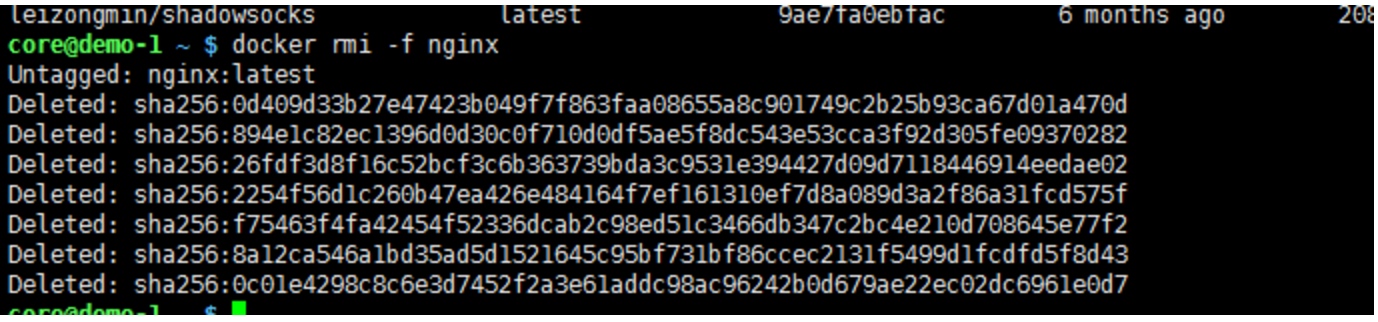 leizongmin/shadowsocks latest 9ae7fa0ebfac 6 months ago 208
core@demo-1 ~ $ docker rmi -f nginx
Untagged: nginx:latest
Deleted: sha256:0d409d33b27e47423b049f7f863faa08655a8c901749c2b25b93ca67d01a470d
Deleted: sha256:894e1c82ec1396d0d30c0f710d0df5ae5f8dc543e53cca3f92d305fe09370282
Deleted: sha256:26fdf3d8f16c52bcf3c6b363739bda3c9531e394427d09d7118446914eedae02
Deleted: sha256:2254f56d1c260b47ea426e484164f7ef161310ef7d8a089d3a2f86a31fcd575f
Deleted: sha256:f75463f4fa42454f52336dcab2c98ed51c3466db347c2bc4e210d708645e77f2
Deleted: sha256:8a12ca546a1bd35ad5d1521645c95bf731bf86ccec2131f5499d1fcdfd5f8d43
Deleted: sha256:0c01e4298c8c6e3d7452f2a3e61addc98ac96242b0d679ae22ec02dc6961e0d7
core@demo-1 ~ $